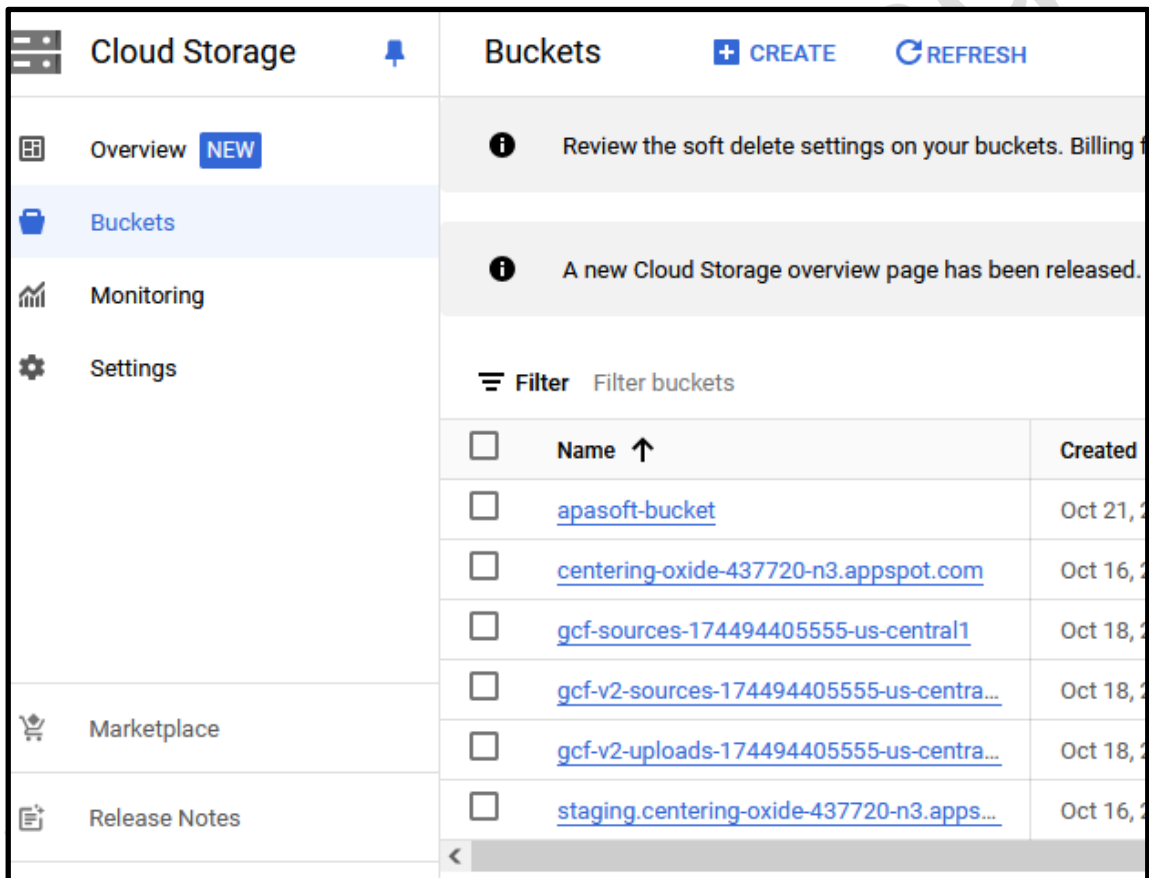 Cloud Storage
Overview NEW
Buckets
Monitoring
Settings
Marketplace
Release Notes
Buckets CREATE REFRESH
Review the soft delete settings on your buckets. Billing
A new Cloud Storage overview page has been released.
Filter Filter buckets
Name Created
apasoft-bucket Oct 21,
centering-oxide-437720-n3.appspot.com Oct 16,
gcf-sources-174494405555-us-central1 Oct 18,
gcf-v2-sources-174494405555-us-centra... Oct 18,
gcf-v2-uploads-174494405555-us-centra... Oct 18,
staging.centering-oxide-437720-n3.apps... Oct 16,